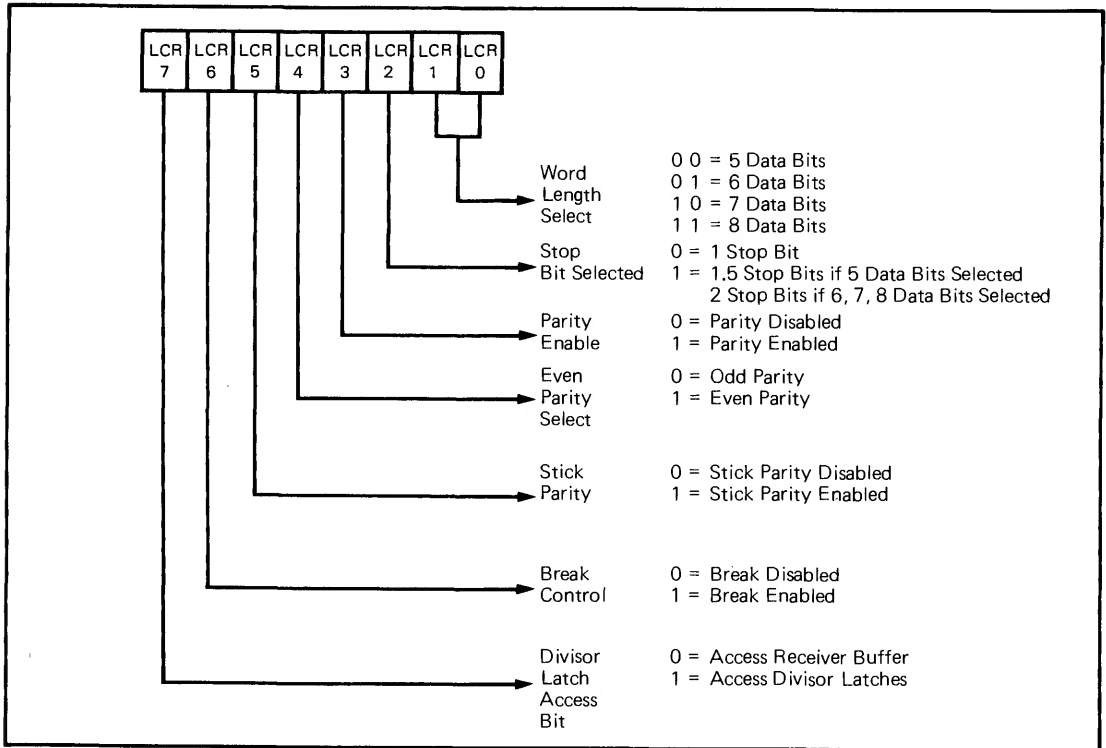 LCR 7 LCR 6 LCR 5 LCR 4 LCR 3 LCR 2 LCR 1 LCR 0
Word Length Select
0 0 = 5 Data Bits
0 1 = 6 Data Bits
1 0 = 7 Data Bits
1 1 = 8 Data Bits
Stop Bit Selected
0 = 1 Stop Bit
1 = 1.5 Stop Bits if 5 Data Bits Selected
2 Stop Bits if 6, 7, 8 Data Bits Selected
Parity Enable
0 = Parity Disabled
1 = Parity Enabled
Even Parity Select
0 = Odd Parity
1 = Even Parity
Stick Parity
0 = Stick Parity Disabled
1 = Stick Parity Enabled
Break Control
0 = Break Disabled
1 = Break Enabled
Divisor Latch Access Bit
0 = Access Receiver Buffer
1 = Access Divisor Latches